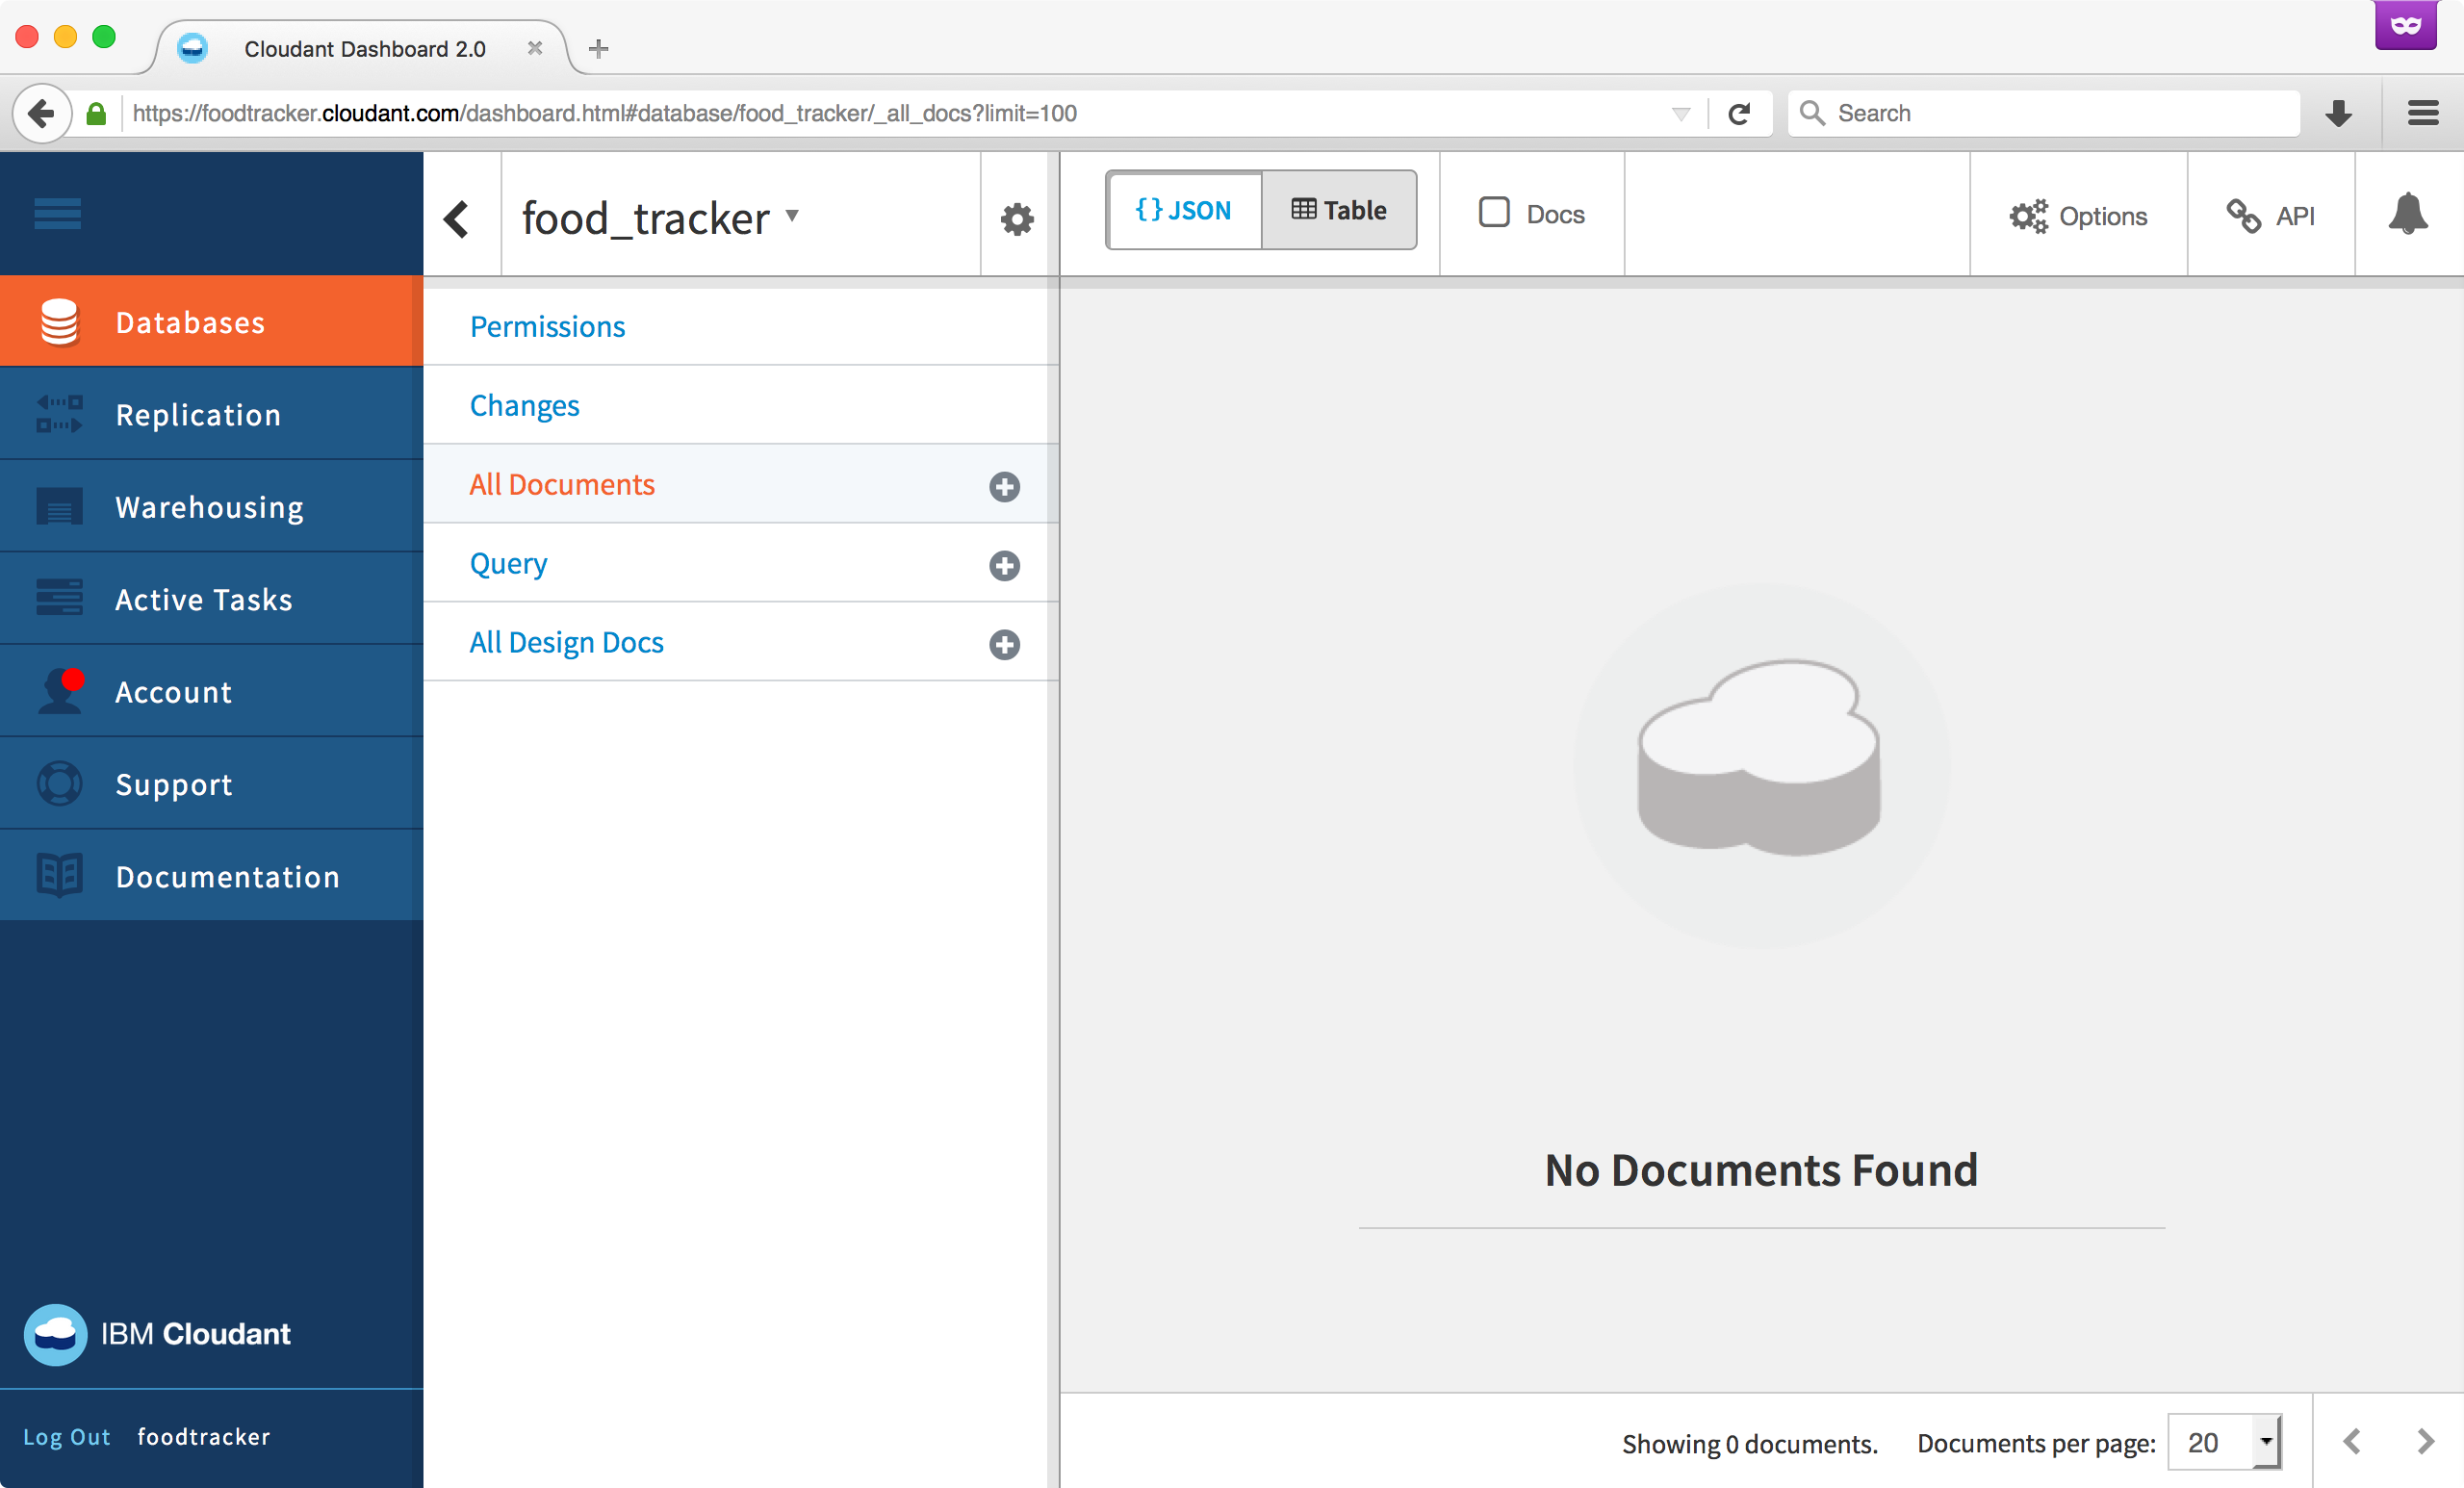 Cloudant Dashboard 2.0
https://foodtracker.cloudant.com/dashboard.html#database/food_tracker/_all_docs?limit=100
Search
food_tracker
{} JSON
Table
Docs
Options
API
Databases
Replication
Warehousing
Active Tasks
Account
Support
Documentation
Permissions
Changes
All Documents
Query
All Design Docs
No Documents Found
IBM Cloudant
Log Out foodtracker
Showing 0 documents. Documents per page: 20